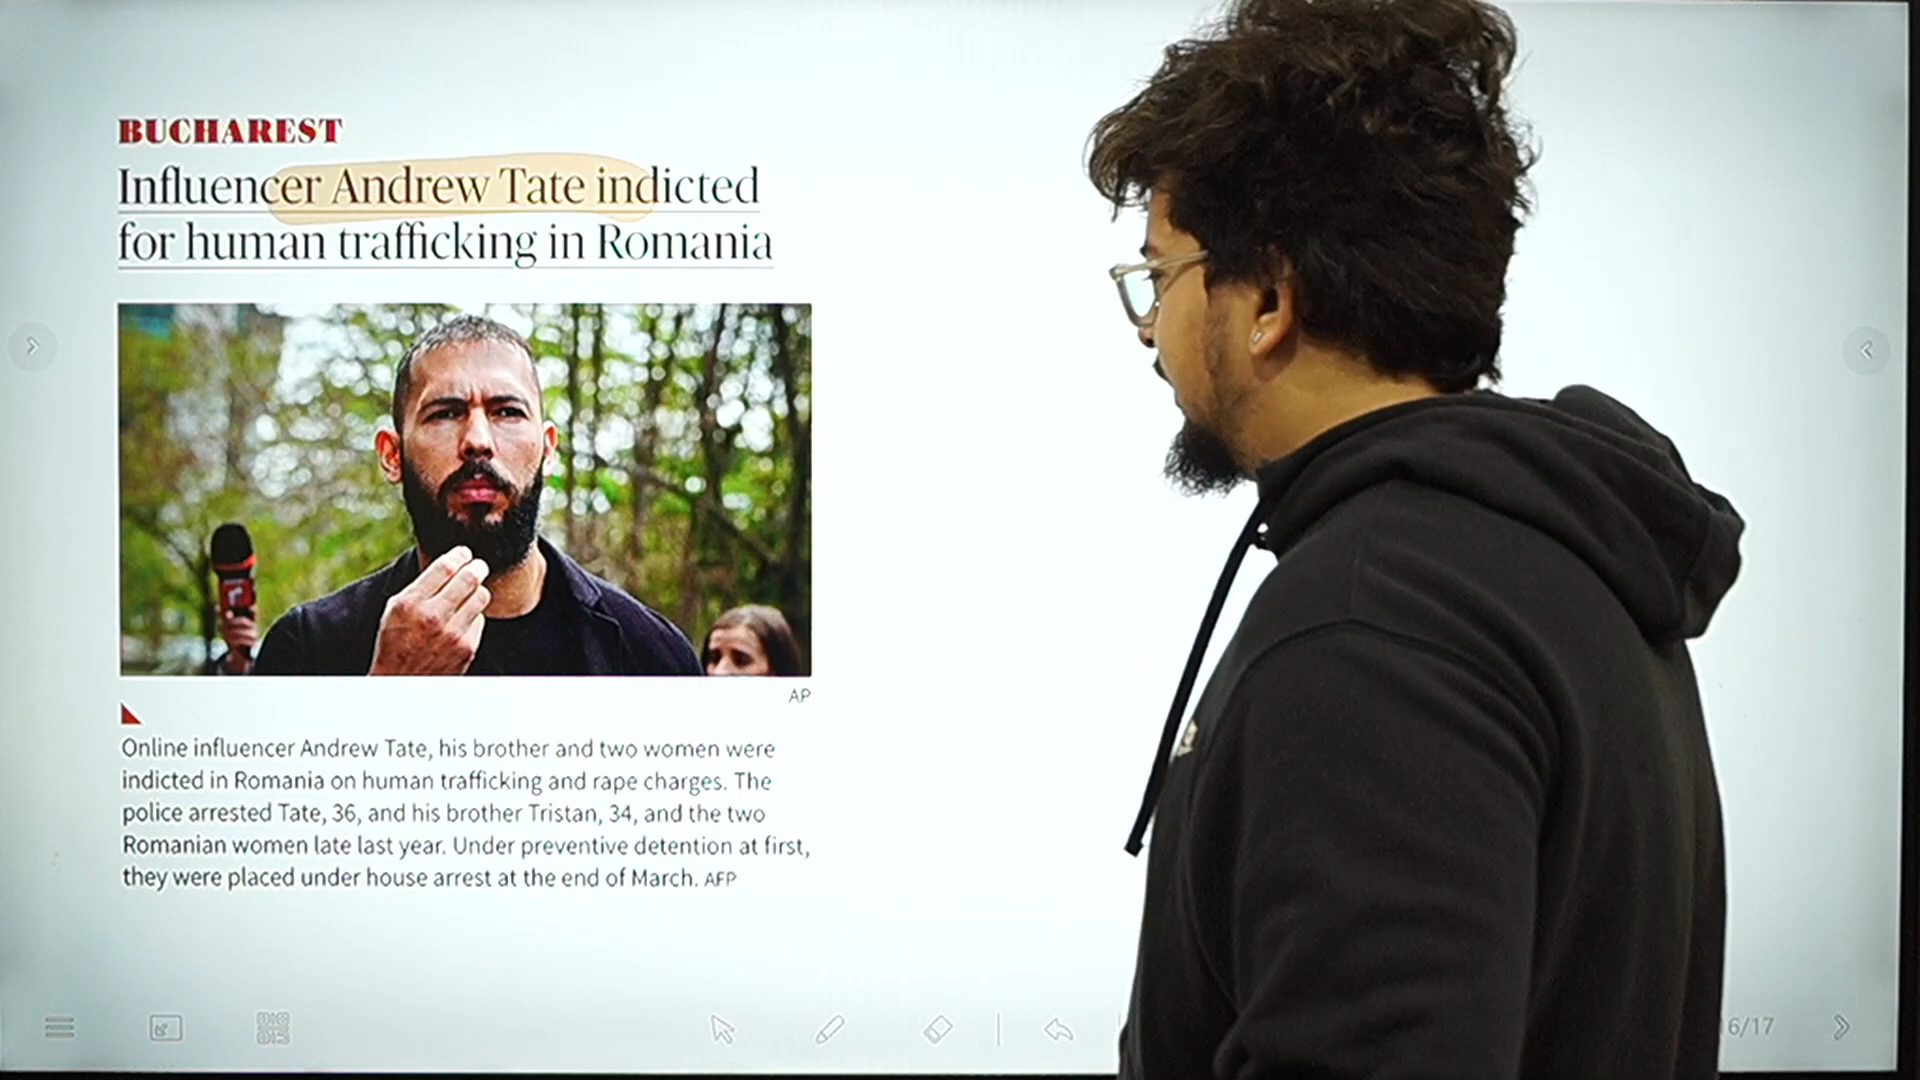 BUCHAREST
Influencer Andrew Tate indicted
for human trafficking in Romania
AP
Online influencer Andrew Tate, his brother and two women were
indicted in Romania on human trafficking and rape charges. The
police arrested Tate, 36, and his brother Tristan, 34, and the two
Romanian women late last year. Under preventive detention at first,
they were placed under house arrest at the end of March. AFP
6/17